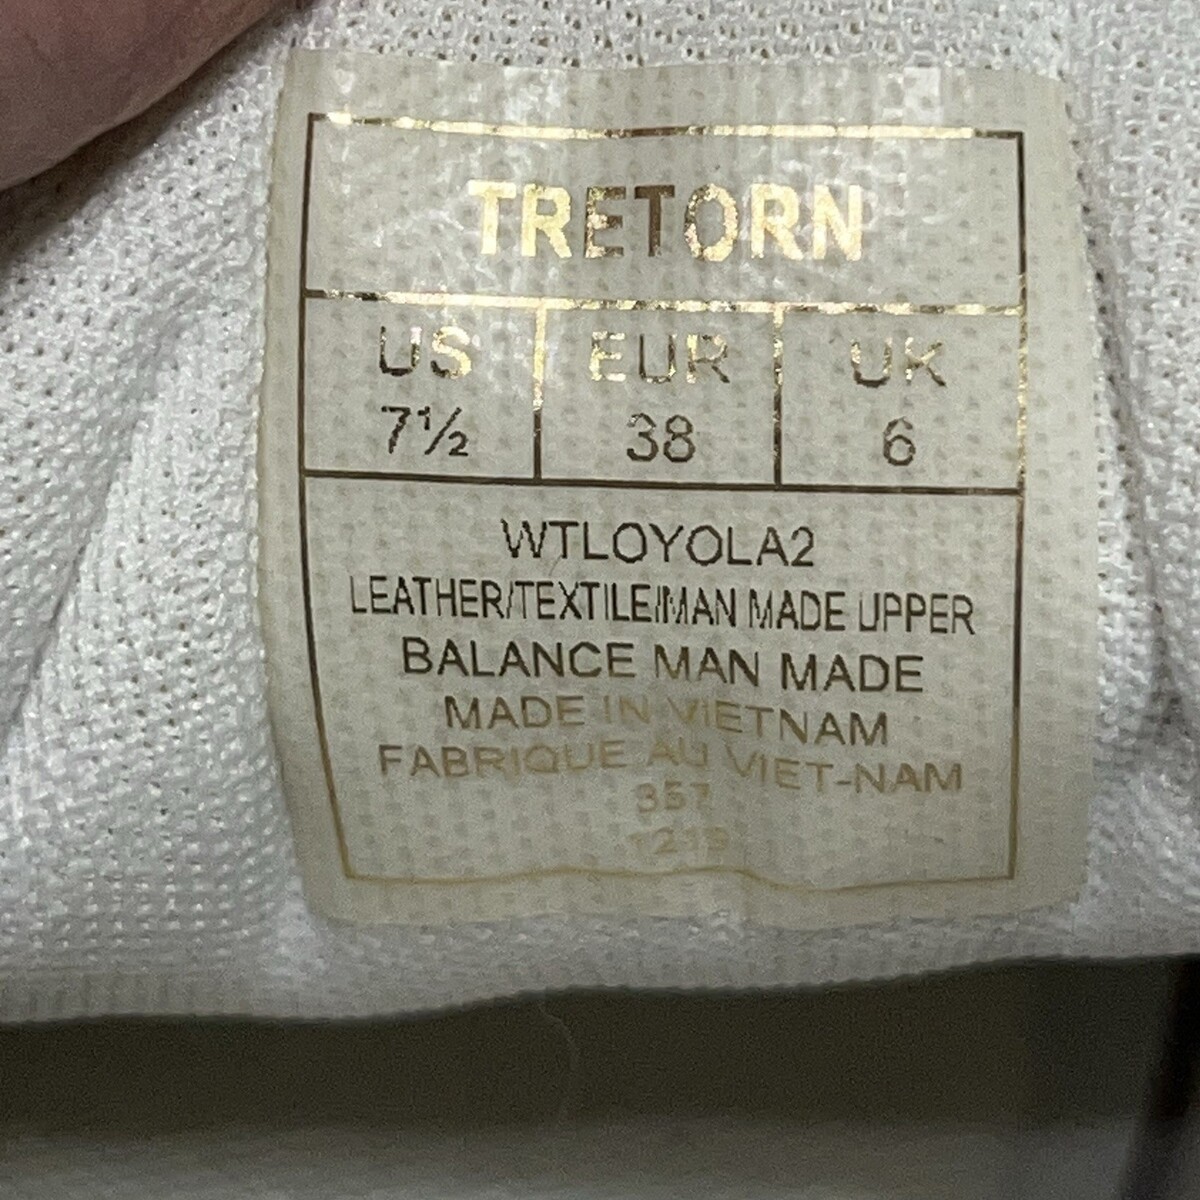 TRETORN
US EUR UK
7½ 38 6
WTLOYOLA2
LEATHER/TEXTILE/MAN MADE UPPER
BALANCE MAN MADE
MADE IN VIETNAM
FABRIQUE AU VIET-NAM
357